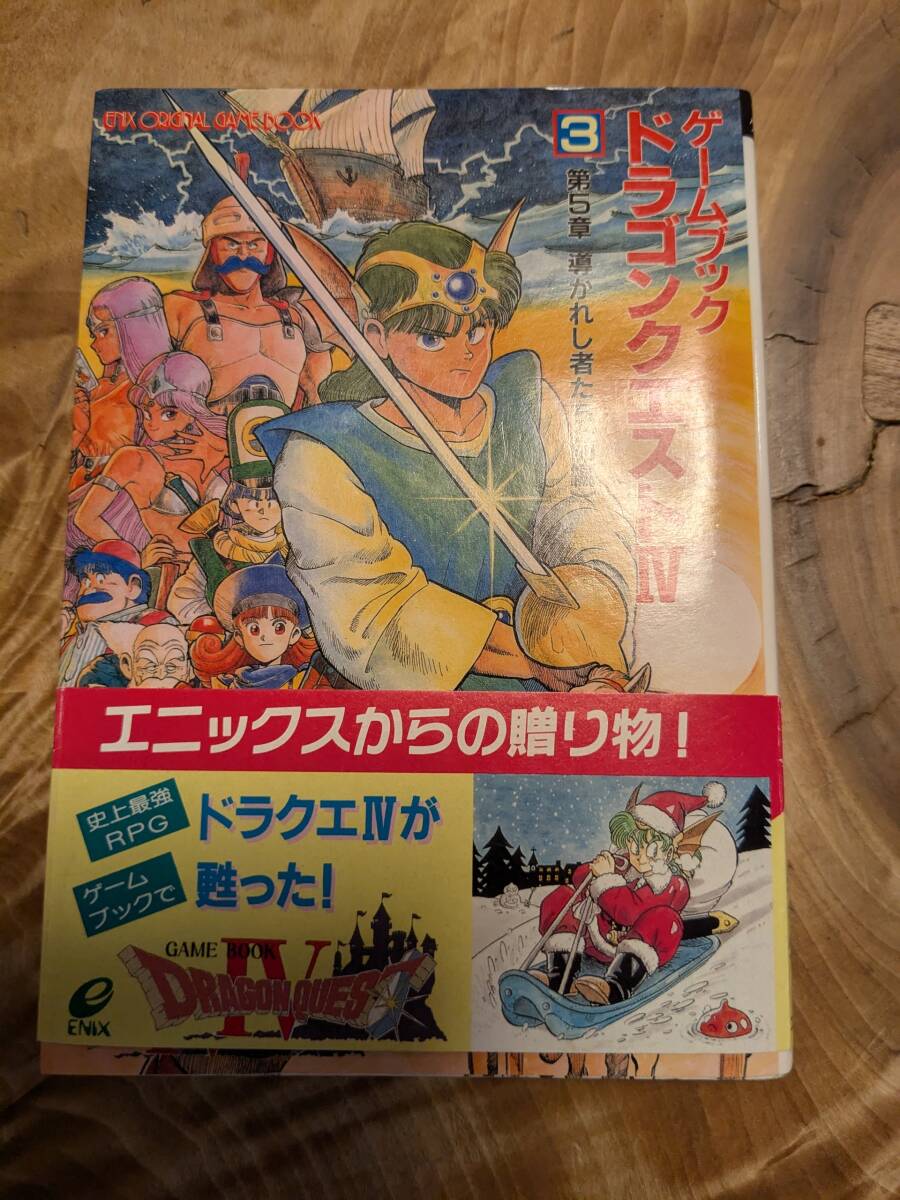 ENIX ORIGINAL GAME BOOK
ゲームブック
ドラゴンクエストIV
3
第5章 導かれし者たち
エニックスからの贈り物!
史上最強
RPG
ドラクエIVが
ゲーム
ブックで
甦った!
GAME BOOK
DRAGON QUEST
IV
ENIX